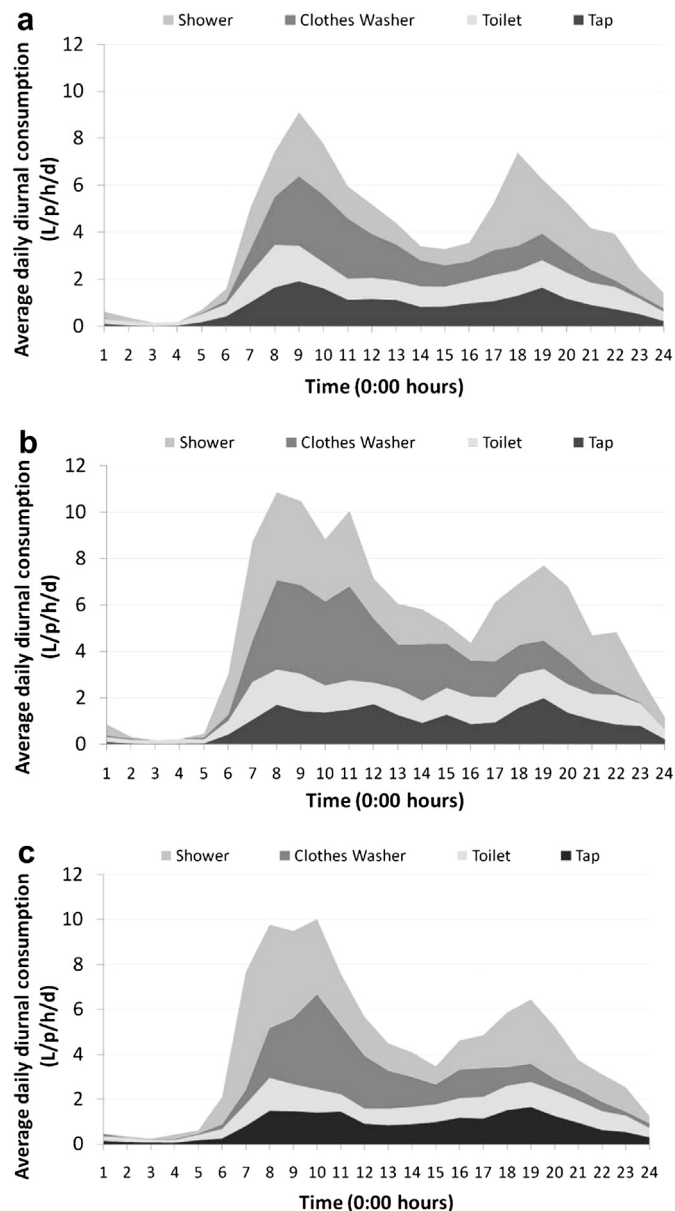 a
Shower Clothes Washer Toilet Tap
Average daily diurnal consumption
(L/p/h/d)
12
10
8
6
4
2
0
1 2 3 4 5 6 7 8 9 10 11 12 13 14 15 16 17 18 19 20 21 22 23 24
Time (0:00 hours)
b
Shower Clothes Washer Toilet Tap
Average daily diurnal consumption
(L/p/h/d)
12
10
8
6
4
2
0
1 2 3 4 5 6 7 8 9 10 11 12 13 14 15 16 17 18 19 20 21 22 23 24
Time (0:00 hours)
c
Shower Clothes Washer Toilet Tap
Average daily diurnal consumption
(L/p/h/d)
12
10
8
6
4
2
0
1 2 3 4 5 6 7 8 9 10 11 12 13 14 15 16 17 18 19 20 21 22 23 24
Time (0:00 hours)